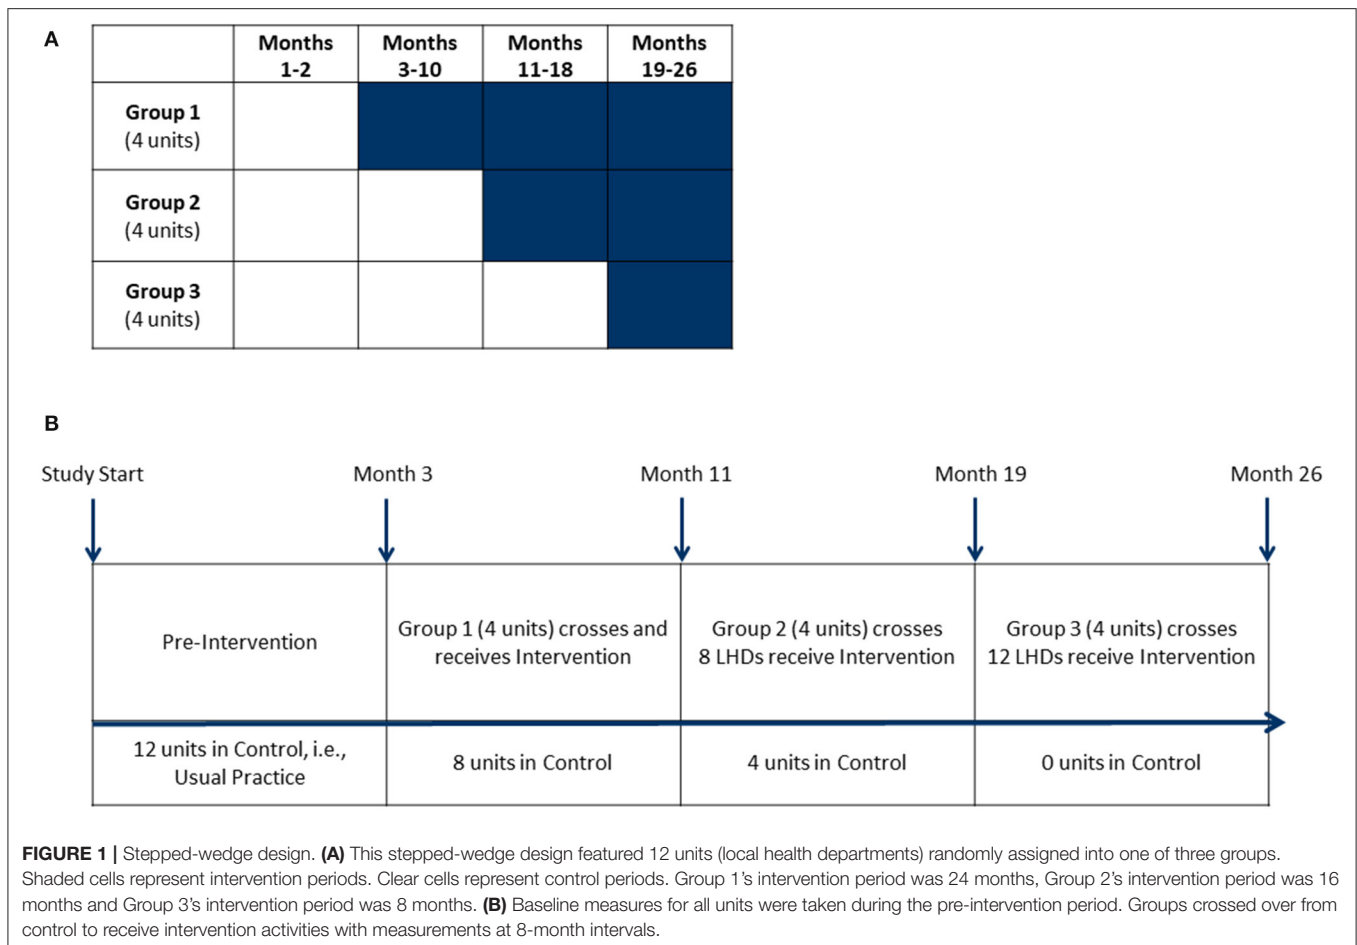 A
Months 1-2
Months 3-10
Months 11-18
Months 19-26
Group 1
(4 units)
Group 2
(4 units)
Group 3
(4 units)
B
Study Start
Month 3
Month 11
Month 19
Month 26
Pre-Intervention
Group 1 (4 units) crosses and
receives Intervention
Group 2 (4 units) crosses
8 LHDs receive Intervention
Group 3 (4 units) crosses
12 LHDs receive Intervention
12 units in Control, i.e.,
Usual Practice
8 units in Control
4 units in Control
0 units in Control
FIGURE 1 | Stepped-wedge design. (A) This stepped-wedge design featured 12 units (local health departments) randomly assigned into one of three groups.
Shaded cells represent intervention periods. Clear cells represent control periods. Group 1's intervention period was 24 months, Group 2's intervention period was 16
months and Group 3's intervention period was 8 months. (B) Baseline measures for all units were taken during the pre-intervention period. Groups crossed over from
control to receive intervention activities with measurements at 8-month intervals.